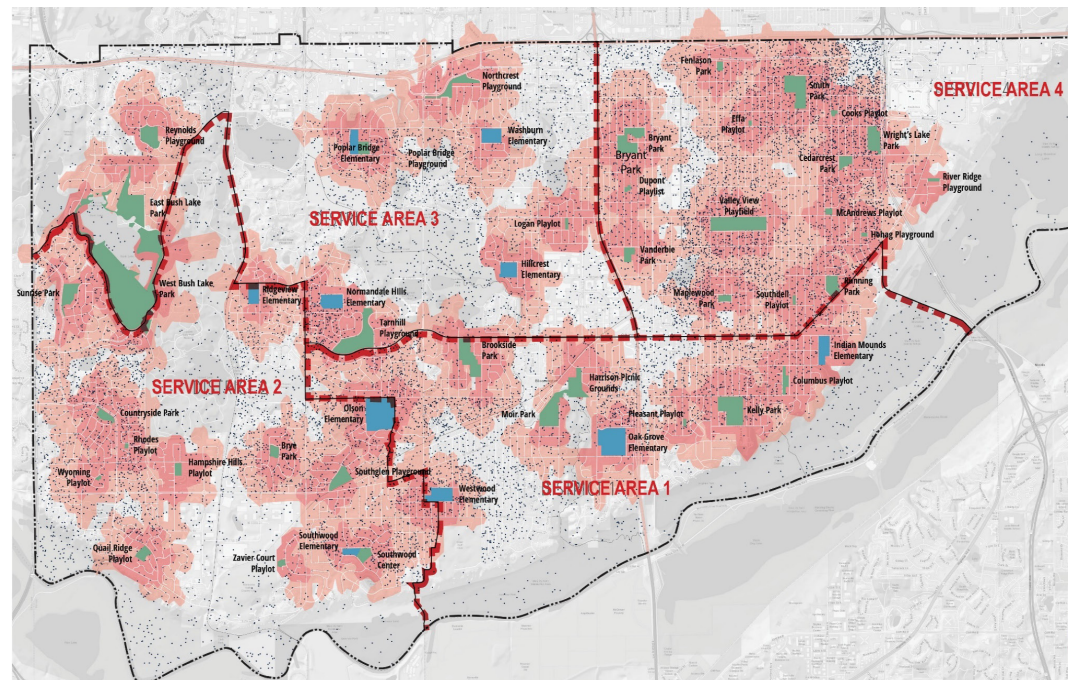 Fenlason
Park
Northcrest
Playground
South
Park
SERVICE AREA 4
Reynolds
Playground
Effa
Playlot
Cooks Playlot
Poplar Bridge
Elementary
Poplar Bridge
Playground
Washburn
Elementary
Bryant
Park
Bryant
Park
Wright's Lake
Park
Cedarcrest
Park
River Ridge
Playground
Dupont
Playlist
East Bush Lake
Park
SERVICE AREA 3
Logan Playlot
Valley View
Playfield
McAndrews Playlot
Hohag Playground
Vanderbie
Park
Hillcrest
Elementary
Sunrise Park
West Bush Lake
Park
Ridgeview
Elementary
Normandale Hills
Elementary
Maplewood
Park
Southdell
Playlot
Running
Park
Tarnhill
Playground
Brookside
Park
Indian Mounds
Elementary
SERVICE AREA 2
Harrison Picnic
Grounds
Columbus Playlot
Countryside Park
Olson
Elementary
Moir Park
Pleasant Playlot
Kelly Park
Rhodes
Playlot
Brye
Park
Oak Grove
Elementary
Wyoming
Playlot
Hampshire Hills
Playlot
Southglen Playground
SERVICE AREA 1
Westwood
Elementary
Quail Ridge
Playlot
Zavier Court
Playlot
Southwood
Elementary
Southwood
Center